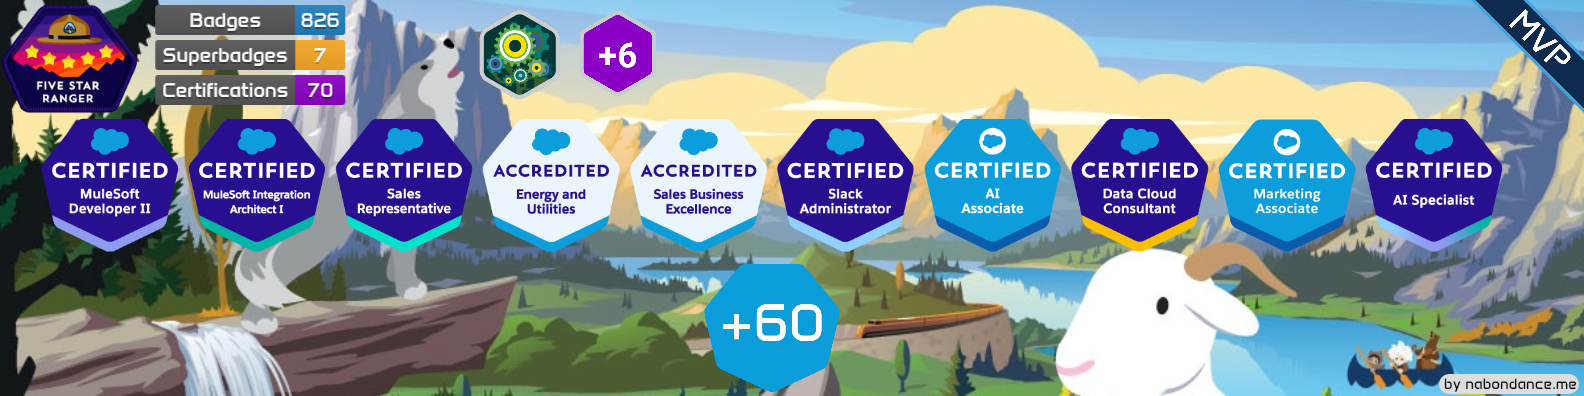 FIVE STAR
RANGER
Badges 826
Superbadges 7
Certifications 70
+6
MVP
CERTIFIED
MuleSoft
Developer II
CERTIFIED
MuleSoft Integration
Architect I
CERTIFIED
Sales
Representative
ACCREDITED
Energy and
Utilities
ACCREDITED
Sales Business
Excellence
CERTIFIED
Slack
Administrator
CERTIFIED
AI
Associate
CERTIFIED
Data Cloud
Consultant
CERTIFIED
Marketing
Associate
CERTIFIED
AI Specialist
+60
by nabondance.me